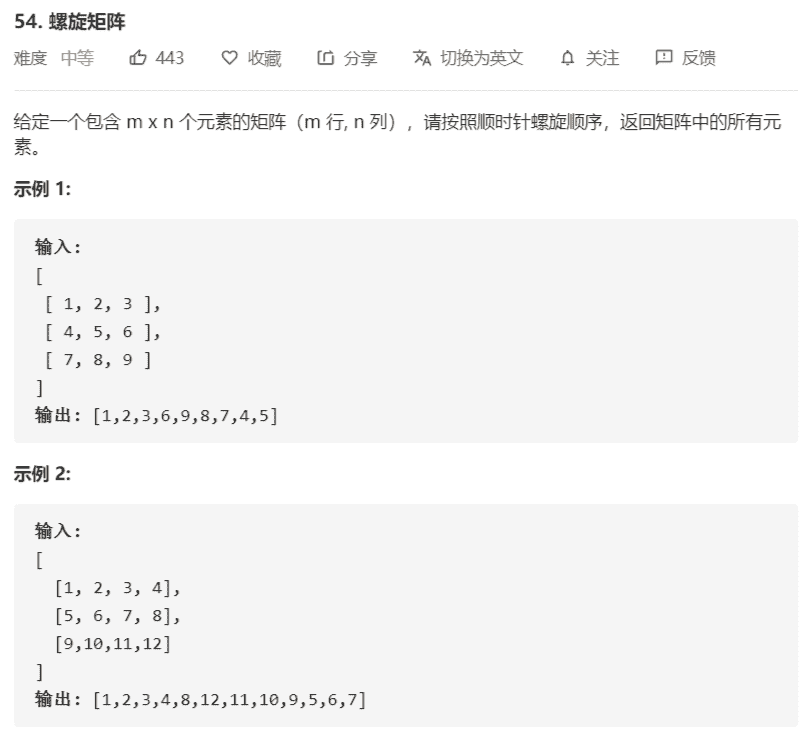 54. 螺旋矩阵
难度 中等 443 收藏 分享 切换为英文 关注 反馈
给定一个包含 m x n 个元素的矩阵（m 行, n 列），请按照顺时针螺旋顺序，返回矩阵中的所有元
素。
示例 1:
输入:
[
[ 1, 2, 3 ],
[ 4, 5, 6 ],
[ 7, 8, 9 ]
]
输出: [1,2,3,6,9,8,7,4,5]
示例 2:
输入:
[
[1, 2, 3, 4],
[5, 6, 7, 8],
[9,10,11,12]
]
输出: [1,2,3,4,8,12,11,10,9,5,6,7]